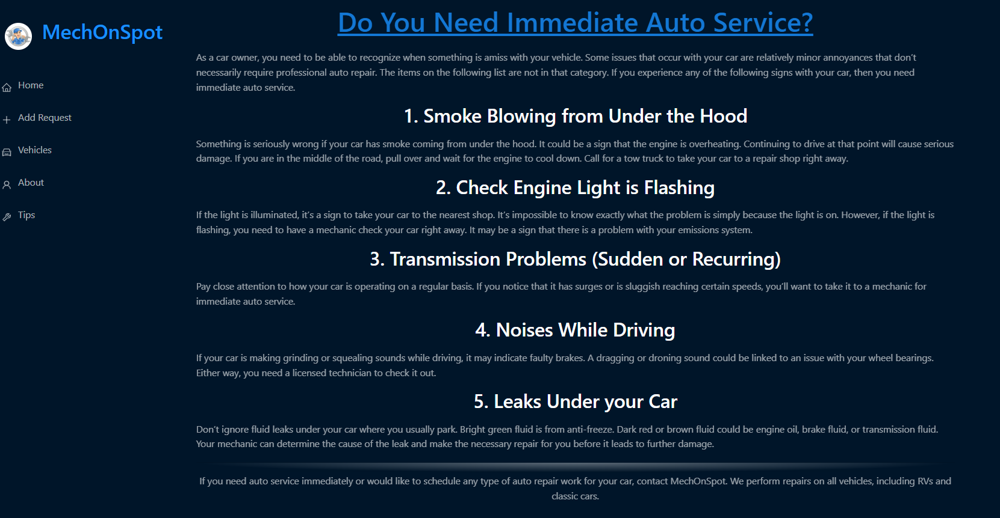 MechOnSpot
Home
Add Request
Vehicles
About
Tips
Do You Need Immediate Auto Service?
As a car owner, you need to be able to recognize when something is amiss with your vehicle. Some issues that occur with your car are relatively minor annoyances that don’t
necessarily require professional auto repair. The items on the following list are not in that category. If you experience any of the following signs with your car, then you need
immediate auto service.
1. Smoke Blowing from Under the Hood
Something is seriously wrong if your car has smoke coming from under the hood. It could be a sign that the engine is overheating. Continuing to drive at that point will cause serious
damage. If you are in the middle of the road, pull over and wait for the engine to cool down. Call for a tow truck to take your car to a repair shop right away.
2. Check Engine Light is Flashing
If the light is illuminated, it’s a sign to take your car to the nearest shop. It’s impossible to know exactly what the problem is simply because the light is on. However, if the light is
flashing, you need to have a mechanic check your car right away. It may be a sign that there is a problem with your emissions system.
3. Transmission Problems (Sudden or Recurring)
Pay close attention to how your car is operating on a regular basis. If you notice that it has surges or is sluggish reaching certain speeds, you’ll want to take it to a mechanic for
immediate auto service.
4. Noises While Driving
If your car is making grinding or squealing sounds while driving, it may indicate faulty brakes. A dragging or droning sound could be linked to an issue with your wheel bearings.
Either way, you need a licensed technician to check it out.
5. Leaks Under your Car
Don’t ignore fluid leaks under your car where you usually park. Bright green fluid is from anti-freeze. Dark red or brown fluid could be engine oil, brake fluid, or transmission fluid.
Your mechanic can determine the cause of the leak and make the necessary repair for you before it leads to further damage.
If you need auto service immediately or would like to schedule any type of auto repair work for your car, contact MechOnSpot. We perform repairs on all vehicles, including RVs and
classic cars.